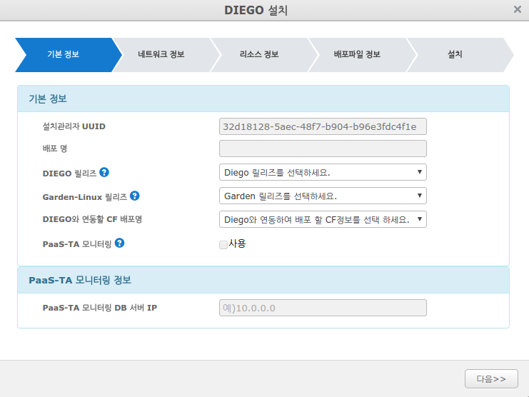 DIEGO 설치
×
기본 정보
네트워크 정보
리소스 정보
배포파일 정보
설치
기본 정보
설치관리자 UUID
32d18128-5aec-48f7-b904-b96e3fdc4f1e
배포 명
DIEGO 릴리즈 ?
Diego 릴리즈를 선택하세요.
Garden-Linux 릴리즈 ?
Garden 릴리즈를 선택하세요.
DIEGO와 연동할 CF 배포명
Diego와 연동하여 배포 할 CF정보를 선택 하세요.
PaaS-TA 모니터링 ?
사용
PaaS-TA 모니터링 정보
PaaS-TA 모니터링 DB 서버 IP
예)10.0.0.0
다음>>